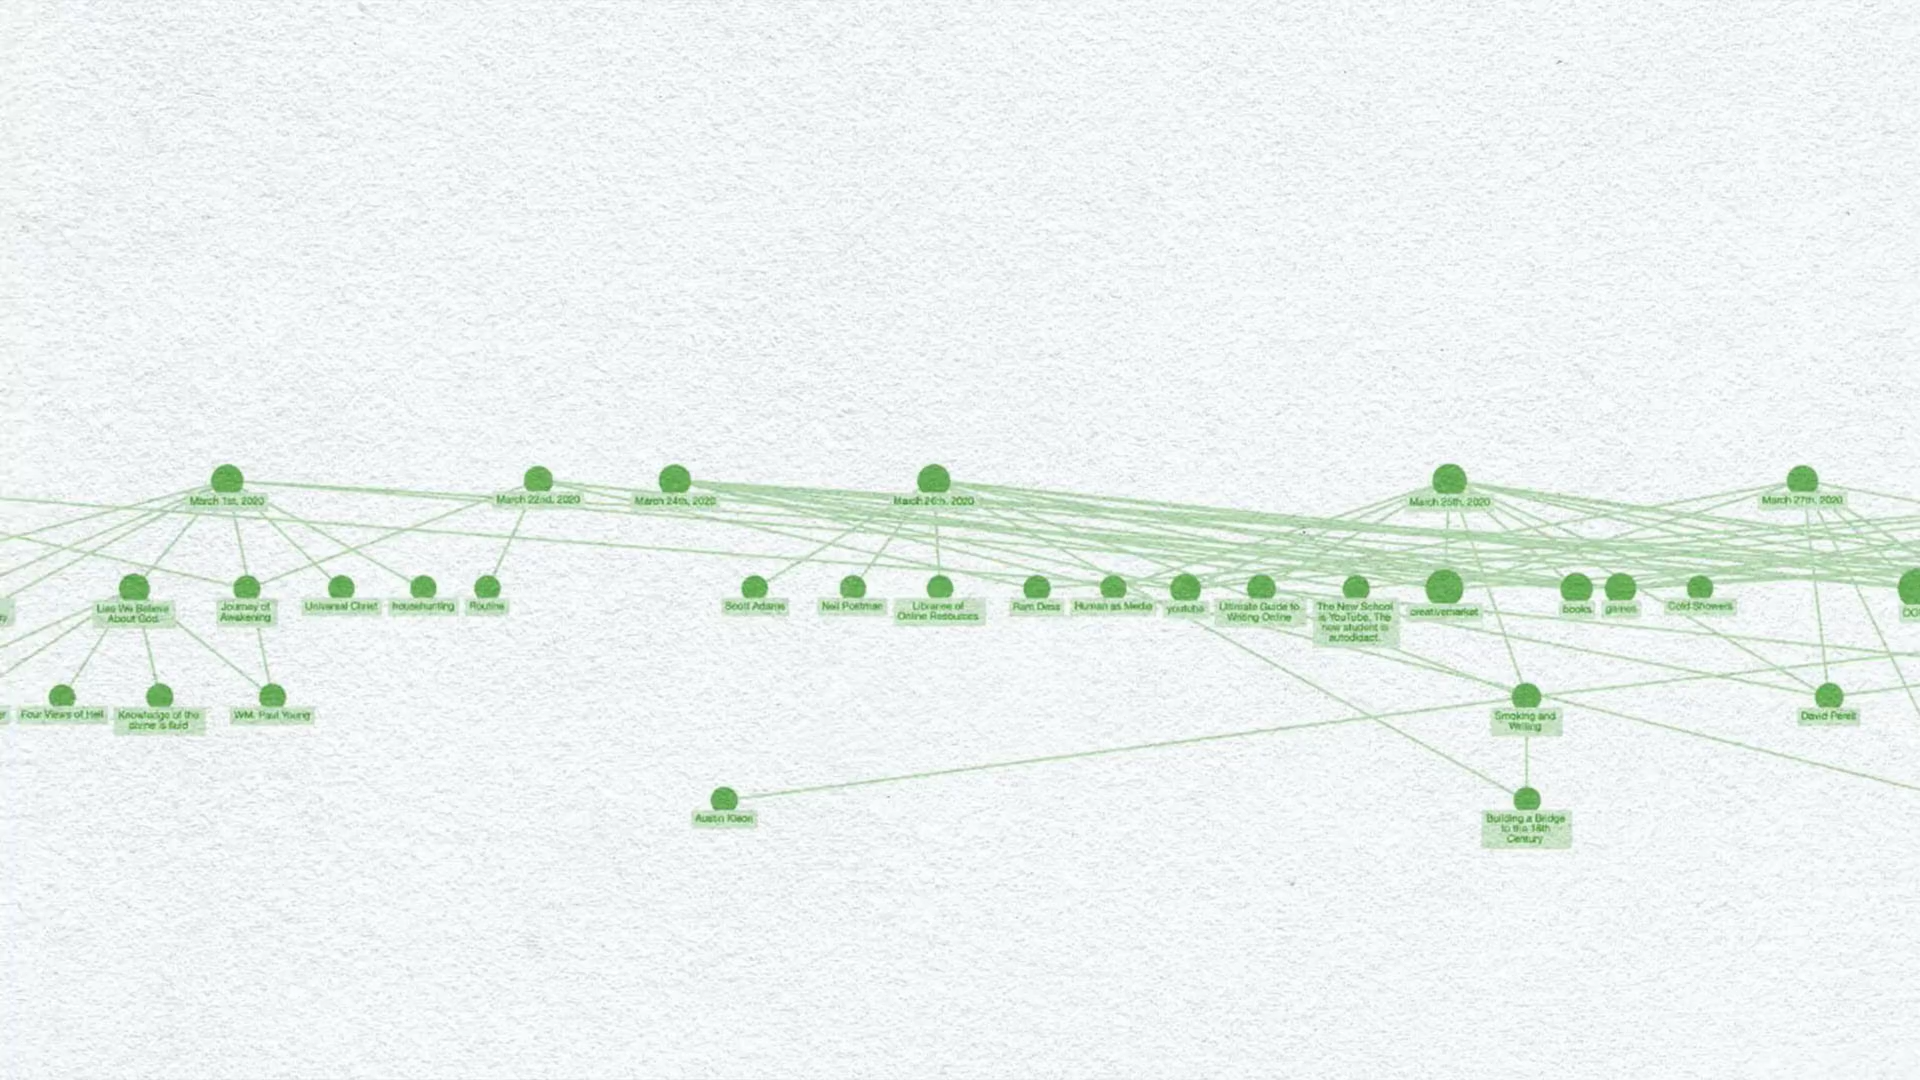 March 1st, 2020
March 22nd, 2020
March 24th, 2020
March 26th, 2020
March 25th, 2020
March 27th, 2020
Lies We Believe
About God.
Journey of
Awakening
Universal Christ
househunting
Routine
Scott Adams
Neil Postman
Libraries of
Online Resources
Ram Dass
Human as Media
youtube
Ultimate Guide to
Writing Online
The New School
is YouTube. The
new student is
autodidact.
creativemarket
books
games
Cold Showers
Four Views of Hell
Knowledge of the
divine is fluid
WM. Paul Young
Smoking and
Writing
David Perell
Austin Kleon
Building a Bridge
to the 18th
Century